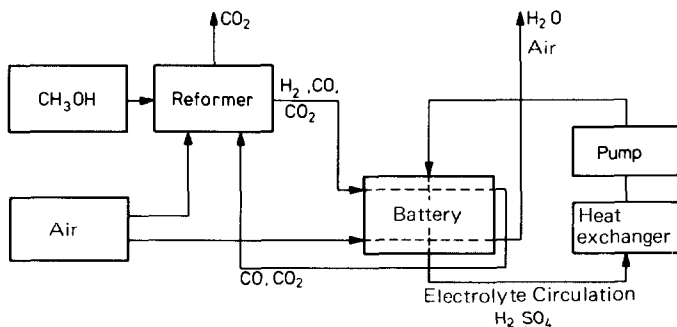 CO₂
H₂O
Air
CH₃OH
Reformer
H₂,CO,
CO₂
Pump
Air
Battery
Heat
exchanger
CO,CO₂
Electrolyte Circulation
H₂SO₄